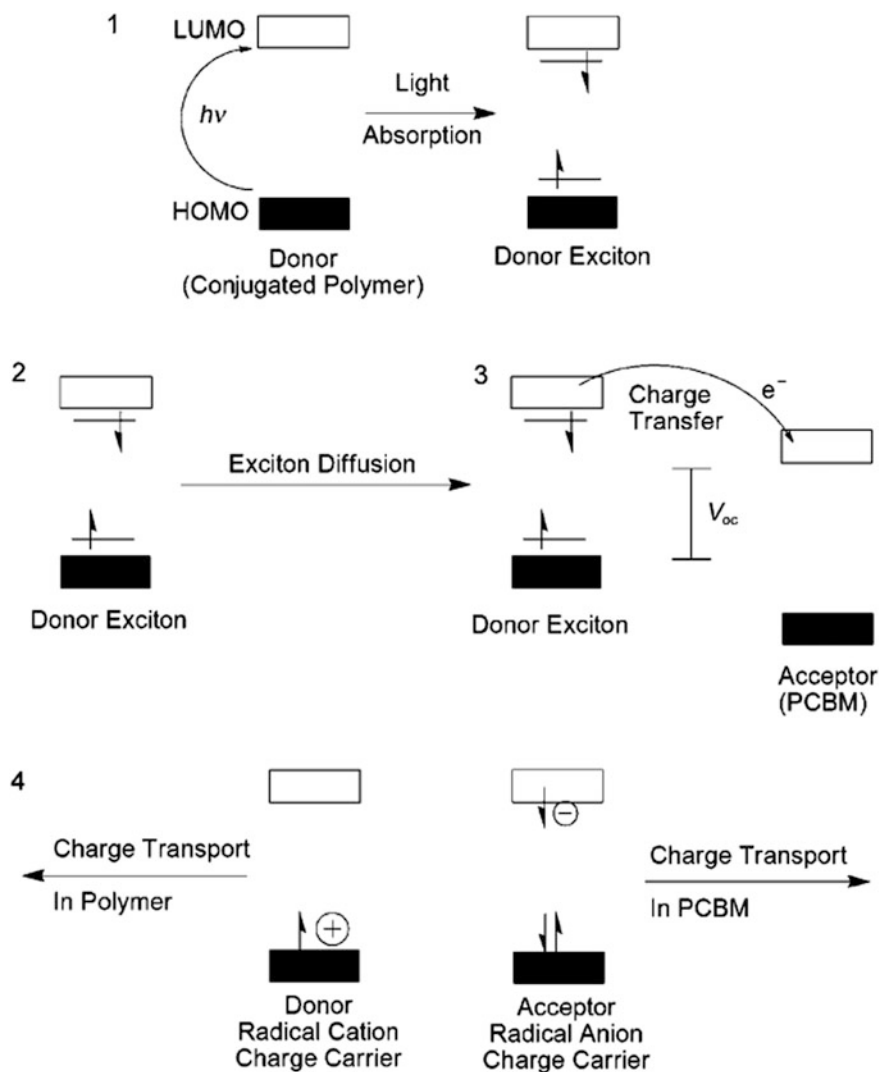 1
LUMO
hν
Light
Absorption
HOMO
Donor
(Conjugated Polymer)
Donor Exciton
2
Exciton Diffusion
Donor Exciton
3
Charge
Transfer
e⁻
Voc
Donor Exciton
Acceptor
(PCBM)
4
Charge Transport
In Polymer
+
Donor
Radical Cation
Charge Carrier
−
Acceptor
Radical Anion
Charge Carrier
Charge Transport
In PCBM